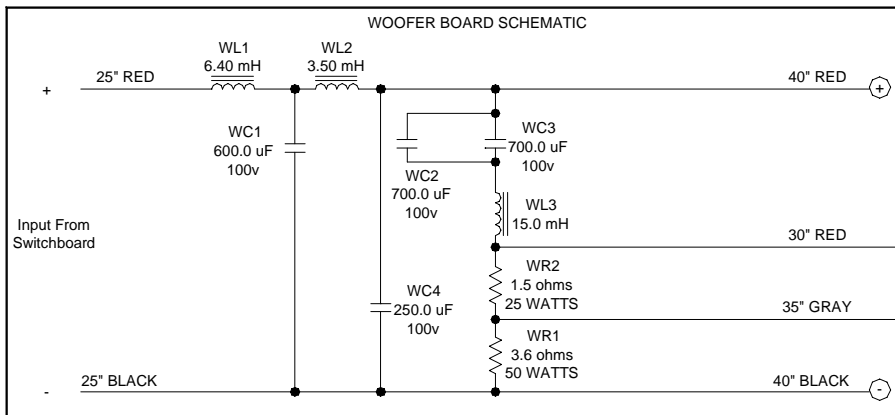 WOOFER BOARD SCHEMATIC
WL1
6.40 mH
WL2
3.50 mH
25" RED
40" RED
+
+
WC1
600.0 uF
100v
WC2
700.0 uF
100v
WC3
700.0 uF
100v
WL3
15.0 mH
Input From
Switchboard
30" RED
WR2
1.5 ohms
25 WATTS
WC4
250.0 uF
100v
35" GRAY
WR1
3.6 ohms
50 WATTS
25" BLACK
40" BLACK
-
-